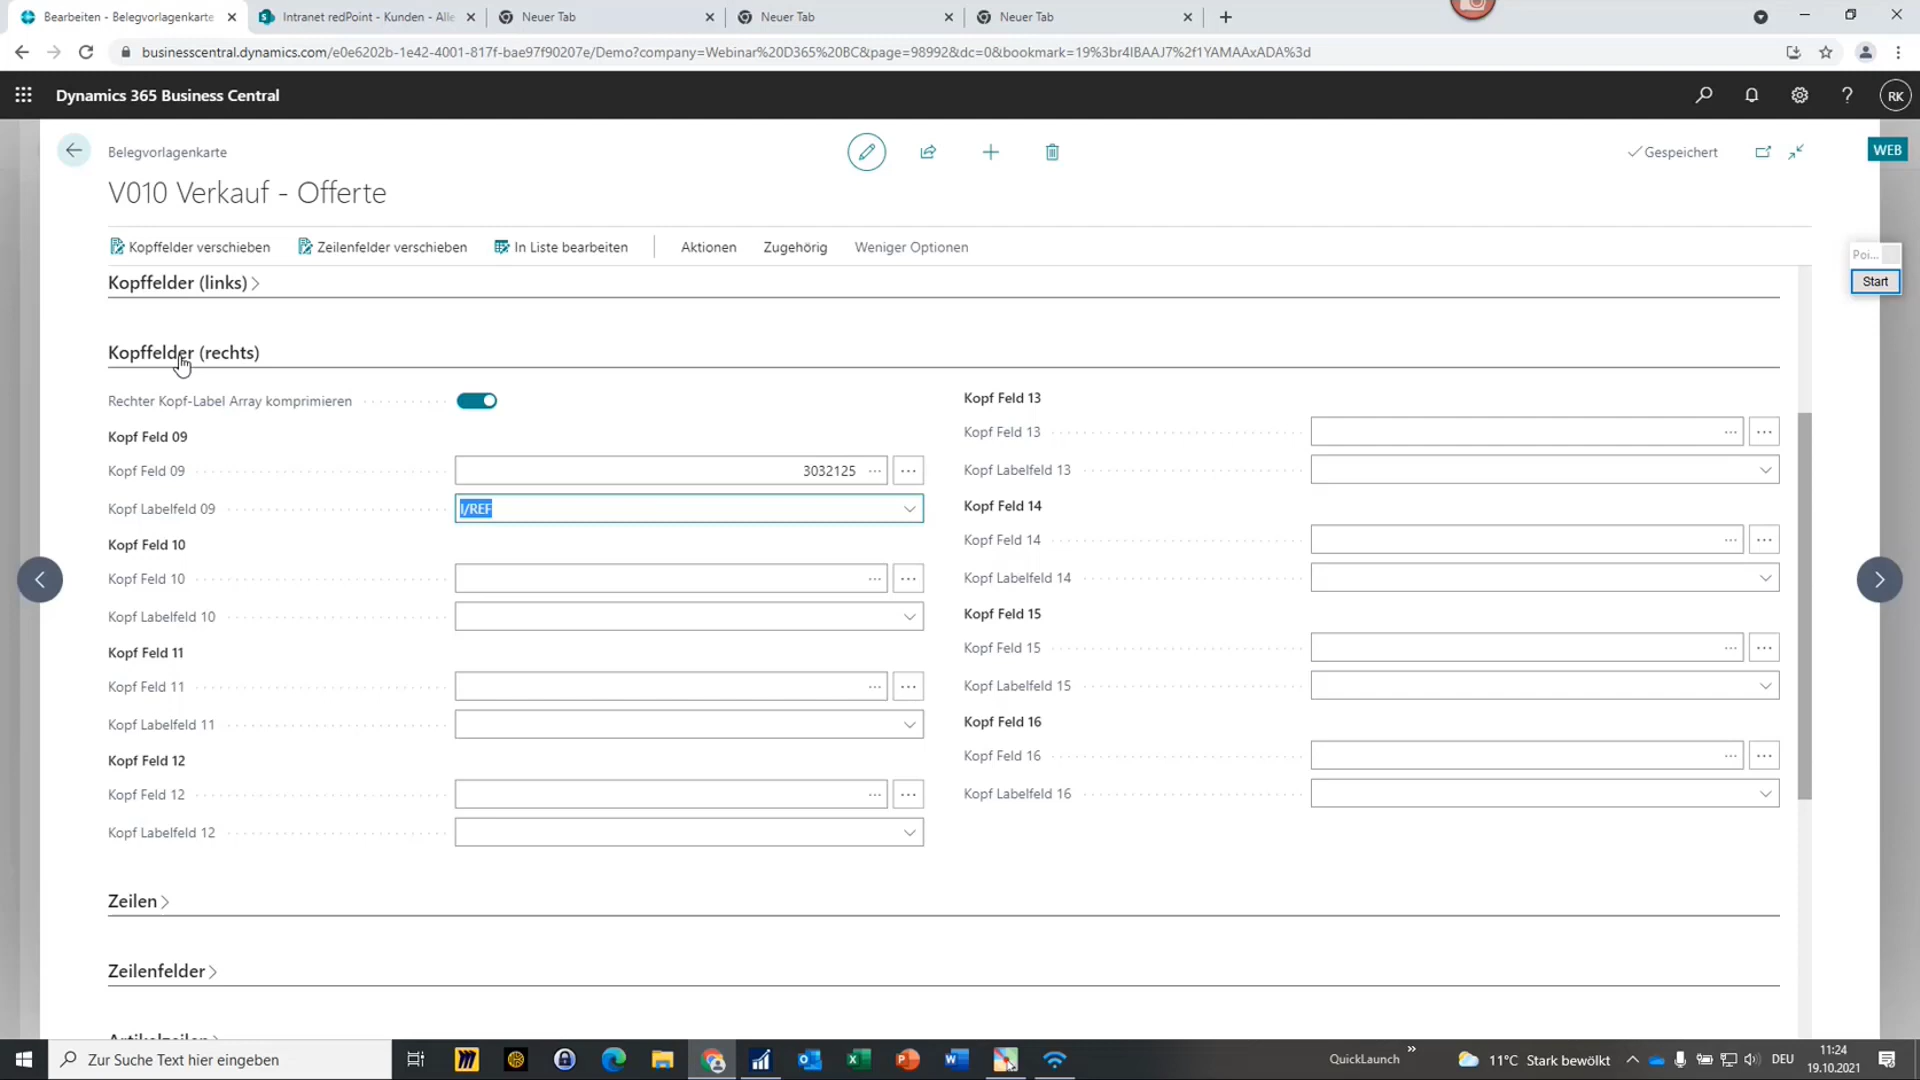 Bearbeiten - Belegvorlagenkarte
Intranet redPoint - Kunden - Alle
Neuer Tab
Neuer Tab
Neuer Tab
businesscentral.dynamics.com/e0e6202b-1e42-4001-817f-bae97f90207e/Demo?company=Webinar%20D365%20BC&page=98992&dc=0&bookmark=19%3br4IBAAJ7%2f1YAMAAxADA%3d
Dynamics 365 Business Central
RK
Belegvorlagenkarte
Gespeichert
WEB
V010 Verkauf - Offerte
Kopffelder verschieben
Zeilenfelder verschieben
In Liste bearbeiten
Aktionen
Zugehörig
Weniger Optionen
Poi...
Start
Kopffelder (links)
Kopffelder (rechts)
Rechter Kopf-Label Array komprimieren
Kopf Feld 09
Kopf Feld 09 3032125
Kopf Labelfeld 09 I/REF
Kopf Feld 10
Kopf Feld 10
Kopf Labelfeld 10
Kopf Feld 11
Kopf Feld 11
Kopf Labelfeld 11
Kopf Feld 12
Kopf Feld 12
Kopf Labelfeld 12
Kopf Feld 13
Kopf Feld 13
Kopf Labelfeld 13
Kopf Feld 14
Kopf Feld 14
Kopf Labelfeld 14
Kopf Feld 15
Kopf Feld 15
Kopf Labelfeld 15
Kopf Feld 16
Kopf Feld 16
Kopf Labelfeld 16
Zeilen
Zeilenfelder
Artikelzeilen
Zur Suche Text hier eingeben
QuickLaunch
11°C Stark bewölkt
DEU
11:24
19.10.2021